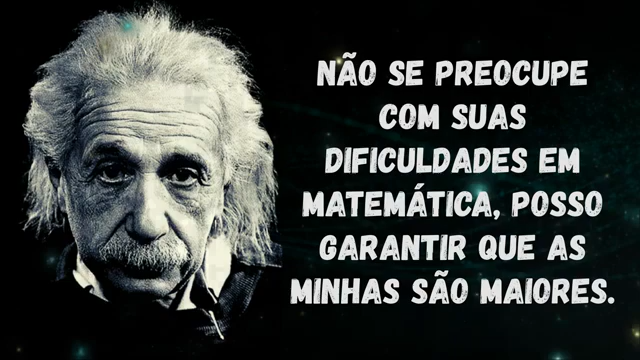 NÃO SE PREOCUPE
COM SUAS
DIFICULDADES EM
MATEMÁTICA, POSSO
GARANTIR QUE AS
MINHAS SÃO MAIORES.